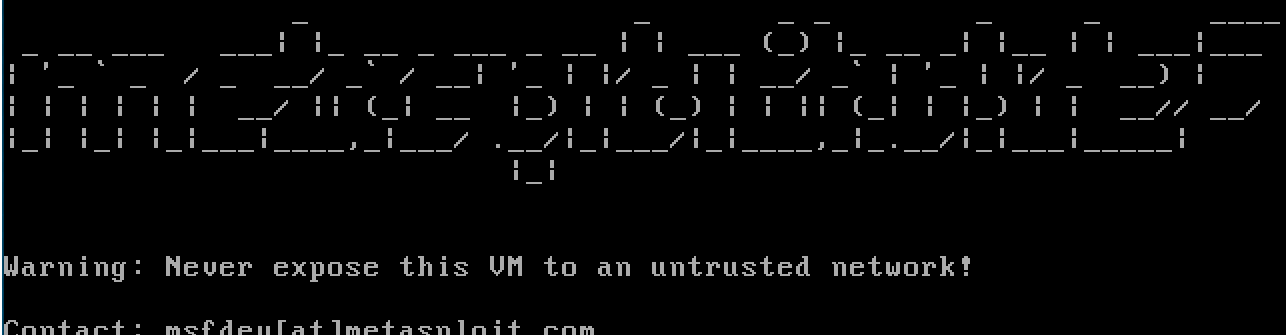 metasploitable2
Warning: Never expose this VM to an untrusted network!
Contact: msfdev[at]metasploit.com